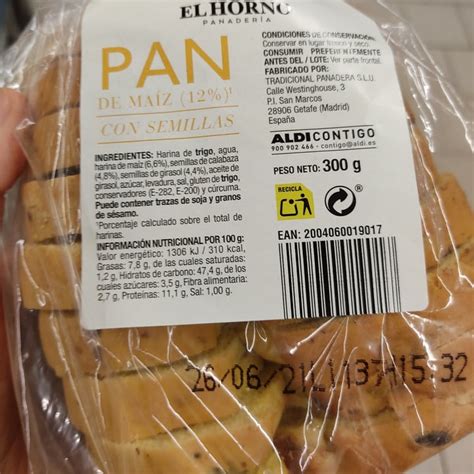 EL HORNO
PANADERÍA
PAN
DE MAÍZ (12%)¹
CON SEMILLAS
INGREDIENTES: Harina de trigo, agua,
harina de maíz (6,6%), semillas de calabaza
(4,8%), semillas de girasol (4,4%), aceite de
girasol, azúcar, levadura, sal, gluten de trigo,
conservadores (E-282, E-200) y cúrcuma.
Puede contener trazas de soja y granos
de sésamo.
¹Porcentaje calculado sobre el total de
harinas.
INFORMACIÓN NUTRICIONAL POR 100 g:
Valor energético: 1306 KJ / 310 kcal,
Grasas: 7,8 g, de las cuales saturadas:
1,2 g, Hidratos de carbono: 47,4 g, de los
cuales azúcares: 3,5 g, Fibra alimentaria:
2,7 g, Proteínas: 11,1 g, Sal: 1,00 g.
CONDICIONES DE CONSERVACIÓN:
Conservar en lugar fresco y seco.
CONSUMIR PREFERENTEMENTE
ANTES DEL / LOTE: Ver parte frontal.
FABRICADO POR:
TRADICIONAL PANADERA S.L.U.
Calle Westinghouse, 3
P.I. San Marcos
28906 Getafe (Madrid)
España
ALDI CONTIGO
900 902 466 - contigo@aldi.es
PESO NETO: 300 g
RECICLA
EAN: 2004060019017
26/06/21 L1137A 15:32